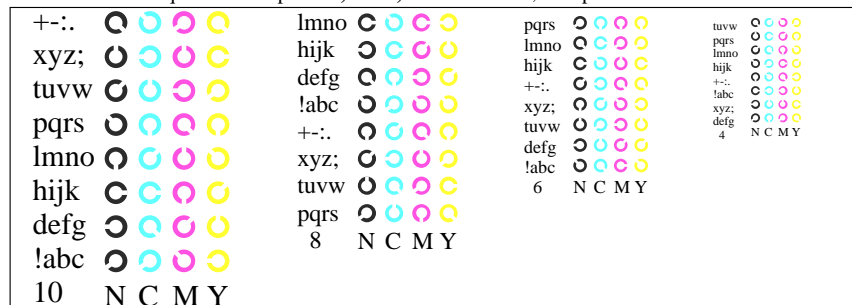 +-:.
xyz;
tuvw
pqrs
lmno
hijk
defg
!abc
10 N C M Y
lmno
hijk
defg
!abc
+-:.
xyz;
tuvw
pqrs
8 N C M Y
pqrs
lmno
hijk
+-:.
xyz;
tuvw
defg
!abc
6 N C M Y
tuvw
pqrs
lmno
hijk
+-:.
!abc
xyz;
defg
4 N C M Y